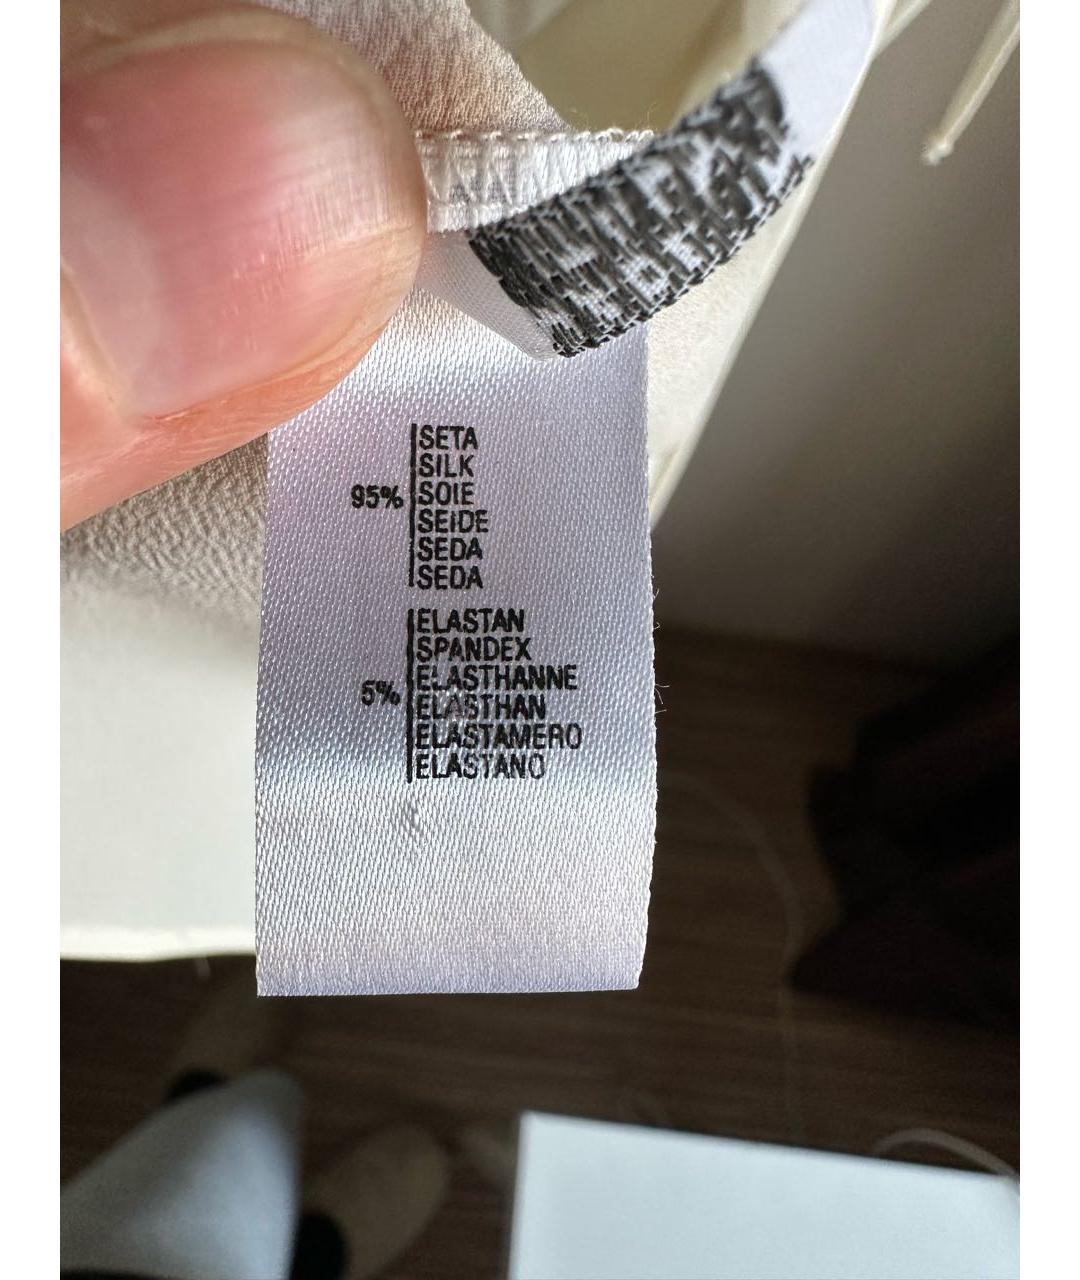 95%
SETA
SILK
SOIE
SEIDE
SEDA
SEDA
5%
ELASTAN
SPANDEX
ELASTHANNE
ELASTHAN
ELASTAMERO
ELASTANO